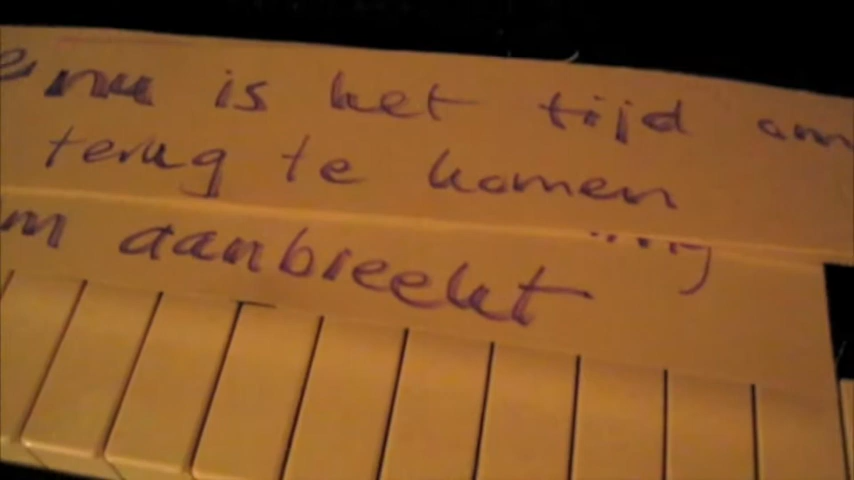 nu is het tijd om
terug te komen
aanbreekt